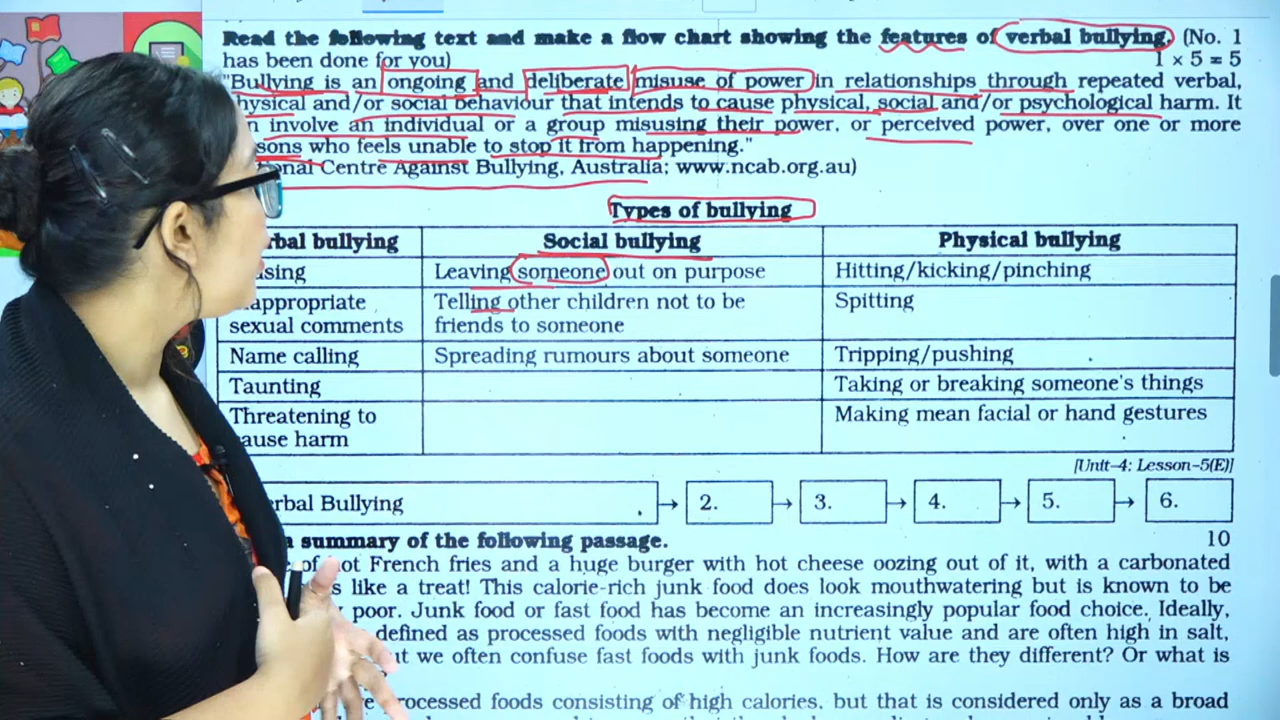 Read the following text and make a flow chart showing the features of verbal bullying. (No. 1
has been done for you) 1 × 5 = 5
"Bullying is an ongoing and deliberate misuse of power in relationships through repeated verbal,
and/or social behaviour that intends to cause physical, social and/or psychological harm. It
involve an individual or a group misusing their power, or perceived power, over one or more
who feels unable to stop it from happening."
Centre Against Bullying, Australia; www.ncab.org.au)
Types of bullying
bullying Social bullying Physical bullying
Leaving someone out on purpose Hitting/kicking/pinching
Telling other children not to be Spitting
sexual comments friends to someone
Name calling Spreading rumours about someone Tripping/pushing
Taunting Taking or breaking someone's things
Threatening to Making mean facial or hand gestures
harm
[Unit-4: Lesson-5(E)]
Bullying → 2. → 3. → 4. → 5. → 6.
summary of the following passage. 10
of hot French fries and a huge burger with hot cheese oozing out of it, with a carbonated
like a treat! This calorie-rich junk food does look mouthwatering but is known to be
poor. Junk food or fast food has become an increasingly popular food choice. Ideally,
defined as processed foods with negligible nutrient value and are often high in salt,
we often confuse fast foods with junk foods. How are they different? Or what is
processed foods consisting of high calories, but that is considered only as a broad